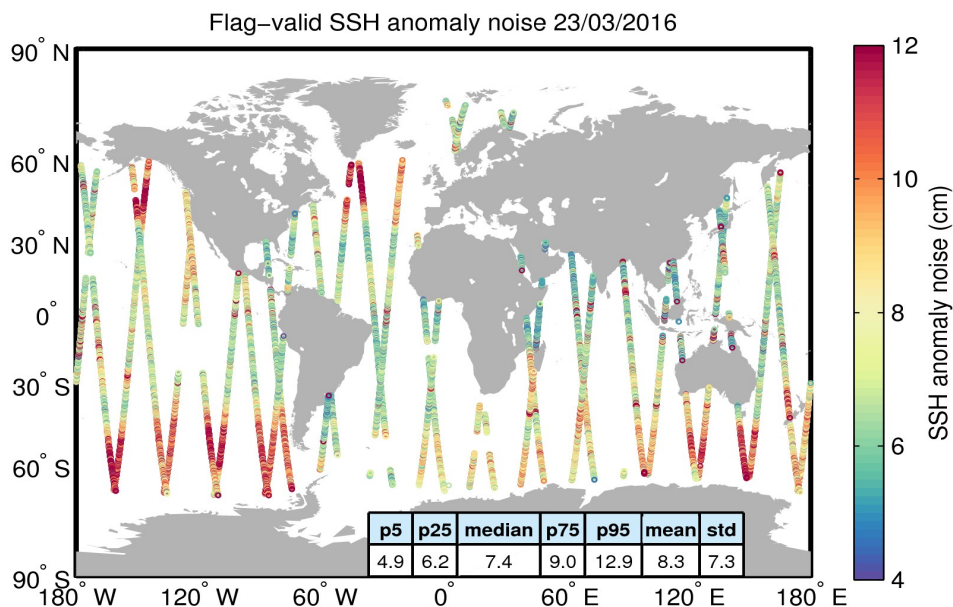 Flag−valid SSH anomaly noise 23/03/2016
90° N
60° N
30° N
0°
30° S
60° S
90° S
180° W
120° W
60° W
0°
60° E
120° E
180° E
p5 p25 median p75 p95 mean std
4.9 6.2 7.4 9.0 12.9 8.3 7.3
12
10
8
6
4
SSH anomaly noise (cm)